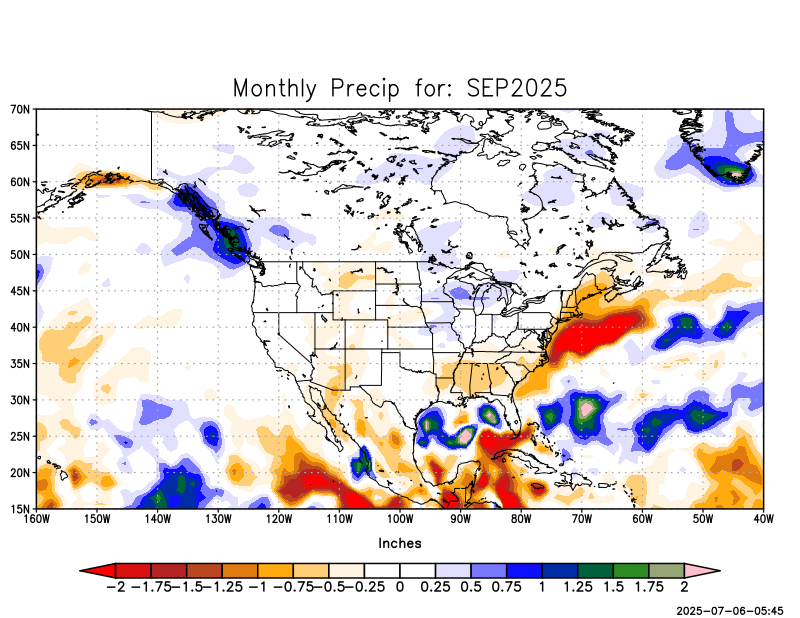 Monthly Precip for: SEP2025
70N
65N
60N
55N
50N
45N
40N
35N
30N
25N
20N
15N
160W 150W 140W 130W 120W 110W 100W 90W 80W 70W 60W 50W 40W
Inches
-2 -1.75 -1.5 -1.25 -1 -0.75 -0.5 -0.25 0 0.25 0.5 0.75 1 1.25 1.5 1.75 2
2025-07-06-05:45